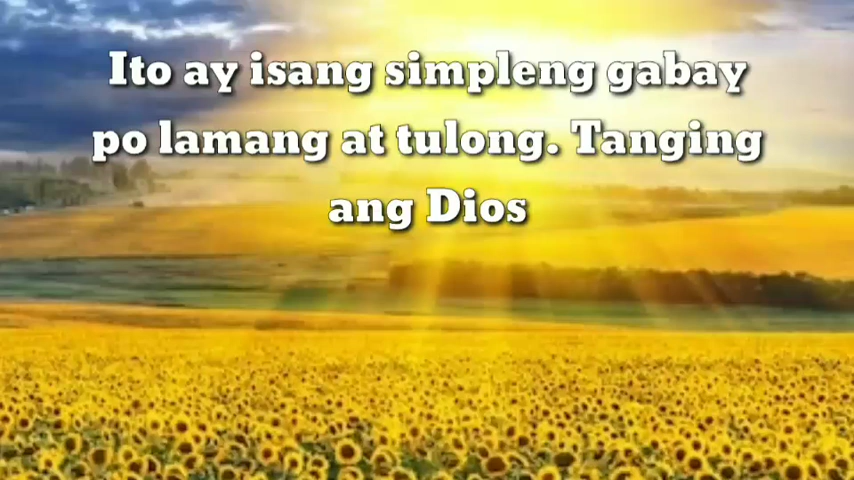 Ito ay isang simpleng gabay
po lamang at tulong. Tanging
ang Dios